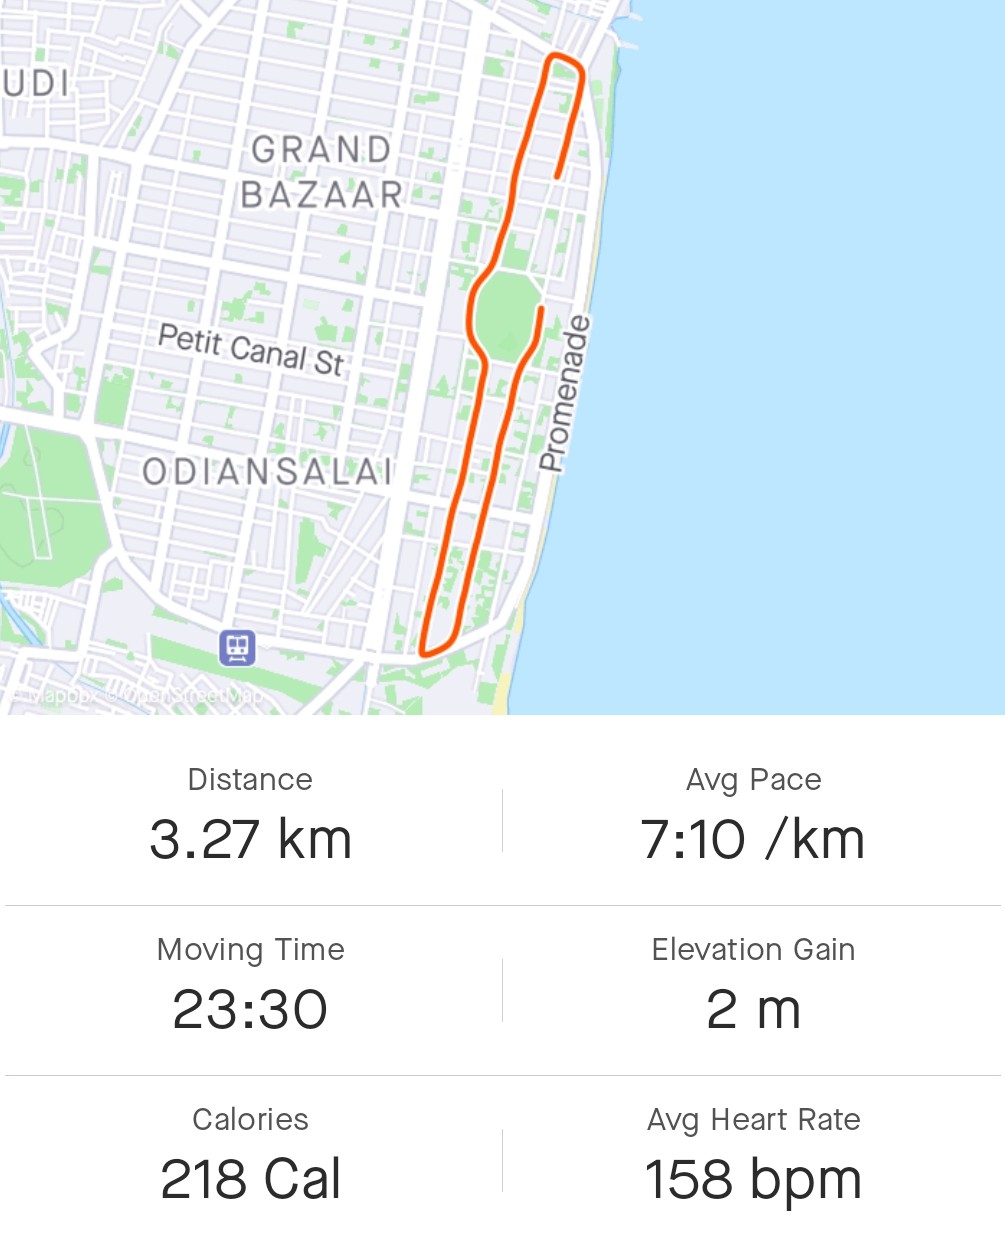 UDI
GRAND
BAZAAR
Petit Canal St
Promenade
ODIANSALAI
© Mapbox © OpenStreetMap
Distance
3.27 km
Avg Pace
7:10 /km
Moving Time
23:30
Elevation Gain
2 m
Calories
218 Cal
Avg Heart Rate
158 bpm